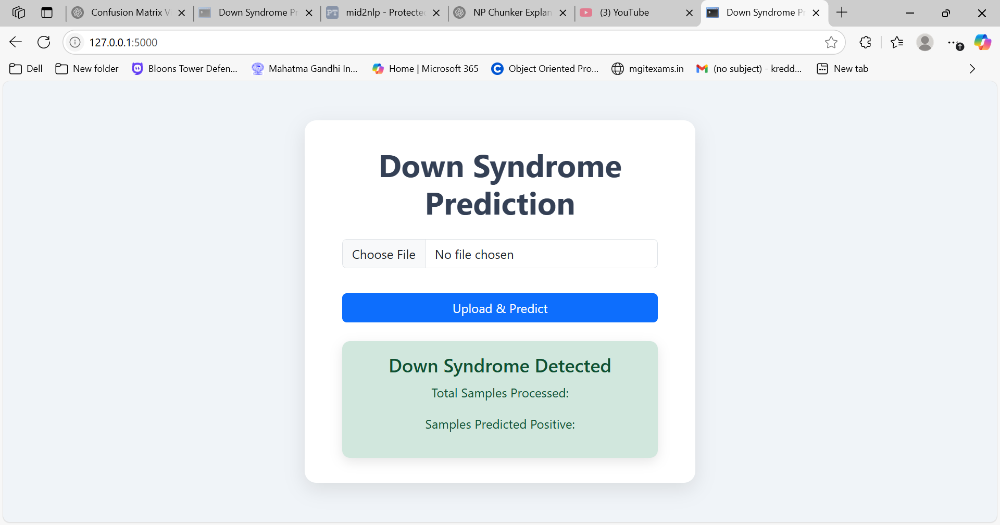 Confusion Matrix V
Down Syndrome Pr
PT
mid2nlp - Protected
NP Chunker Explan
(3) YouTube
Down Syndrome Pr
127.0.0.1:5000
Dell
New folder
Bloons Tower Defen...
Mahatma Gandhi In...
Home | Microsoft 365
C
Object Oriented Pro...
mgitexams.in
(no subject) - kredd...
New tab
Down Syndrome
Prediction
Choose File
No file chosen
Upload & Predict
Down Syndrome Detected
Total Samples Processed:
Samples Predicted Positive: